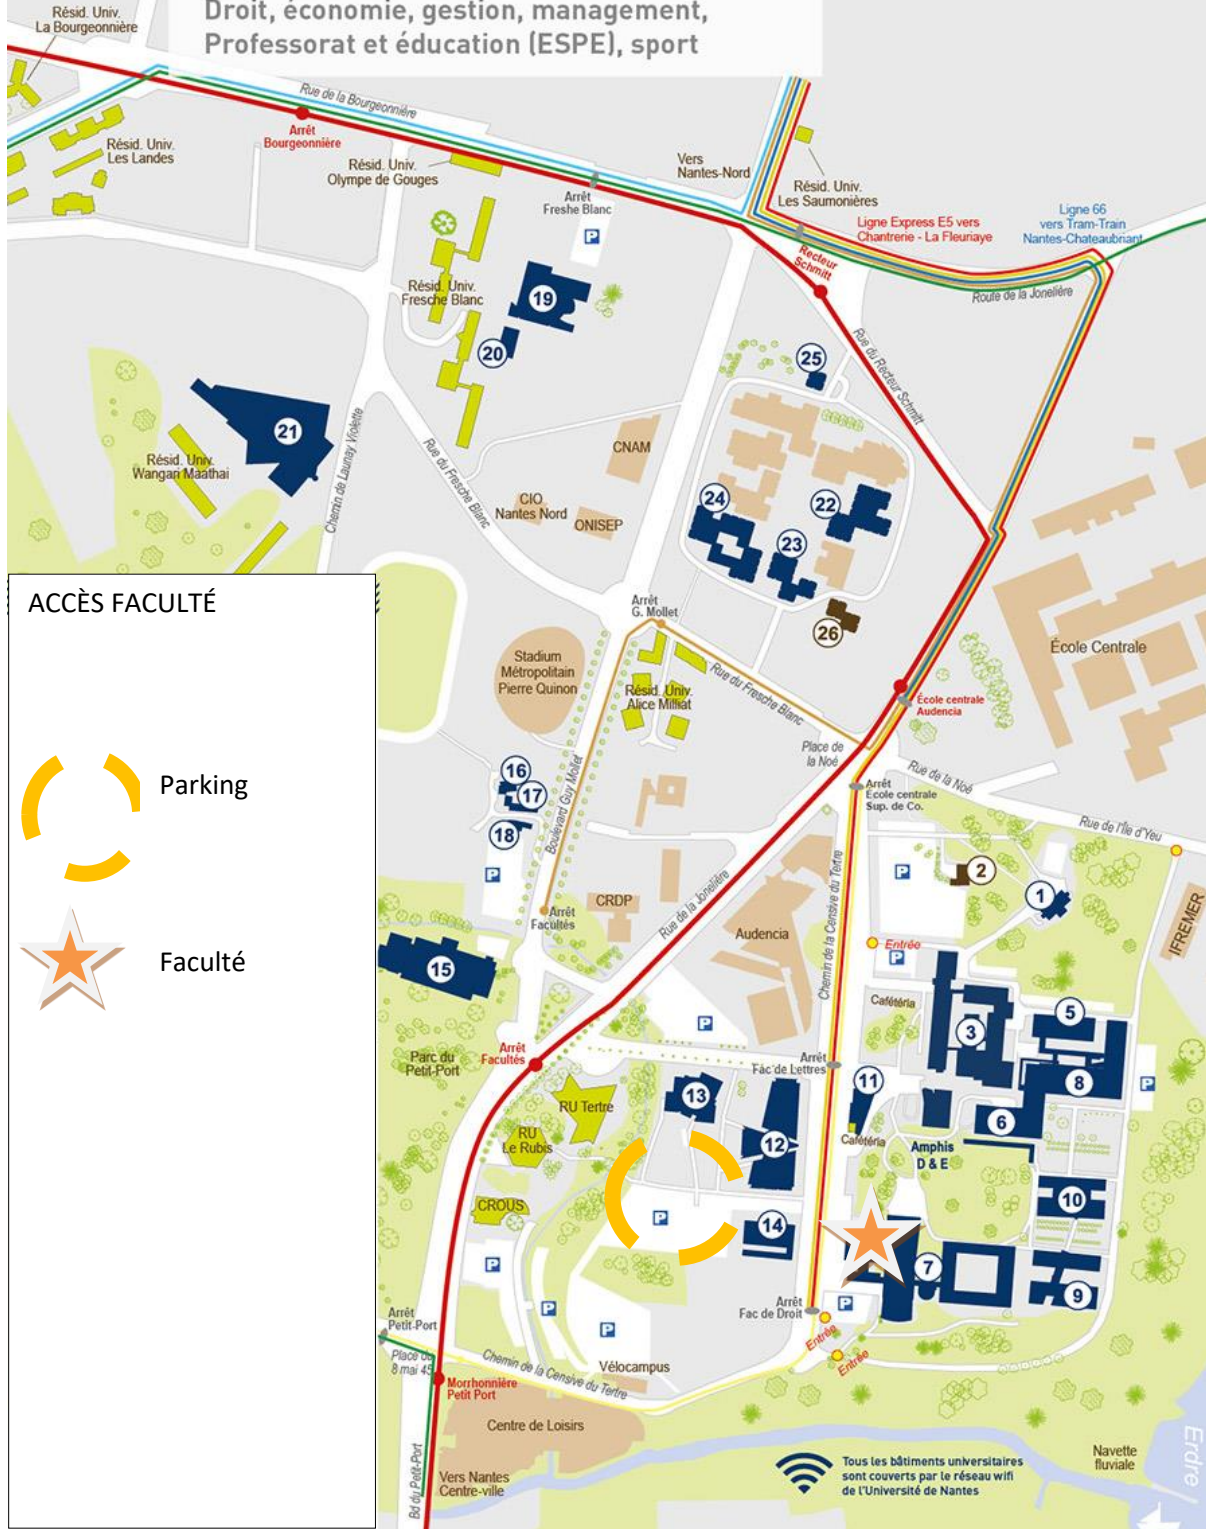 Droit, économie, gestion, management,
Professorat et éducation (ESPE), sport
Résid. Univ.
La Bourgeonnière
Rue de la Bourgeonnière
Arrêt
Bourgeonnière
Résid. Univ.
Les Landes
Résid. Univ.
Olympe de Gouges
Arrêt
Freshe Blanc
P
Vers
Nantes-Nord
Résid. Univ.
Les Saumonières
Ligne Express E5 vers
Chantrerie - La Fleuriaye
Ligne 66
vers Tram-Train
Nantes-Chateaubriant
Recteur
Schmitt
Route de la Jonelière
Résid. Univ.
Fresche Blanc
19
20
25
Rue du Recteur Schmitt
21
Résid. Univ.
Wangari Maathai
Chemin de Launay Violette
Rue du Fresche Blanc
CNAM
CIO
Nantes Nord
ONISEP
24
22
23
26
École Centrale
ACCÈS FACULTÉ
Parking
Faculté
Arrêt
G. Mollet
Stadium
Métropolitain
Pierre Quinon
Résid. Univ.
Alice Milliat
Rue du Fresche Blanc
École centrale
Audencia
Place de
la Noé
Rue de la Noé
Arrêt
École centrale
Sup. de Co.
Rue de l'Île d'Yeu
16
17
18
P
Boulevard Guy Mollet
Arrêt
Facultés
CRDP
Rue de la Jonelière
Audencia
Chemin de la Censive du Tertre
P
2
1
IFREMER
Entrée
P
15
Cafétéria
3
5
8
P
6
Parc du
Petit-Port
Arrêt
Facultés
P
Arrêt
Fac de Lettres
11
Cafétéria
Amphis
D & E
RU Tertre
RU
Le Rubis
CROUS
13
12
10
P
14
7
9
P
P
P
P
Arrêt
Fac de Droit
Entrée
Entrée
Arrêt
Petit-Port
Place du
8 mai 45
Morrhonnière
Petit Port
Chemin de la Censive du Tertre
Vélocampus
Centre de Loisirs
Bd du Petit-Port
Vers Nantes
Centre-ville
Tous les bâtiments universitaires
sont couverts par le réseau wifi
de l'Université de Nantes
Navette
fluviale
Erdre